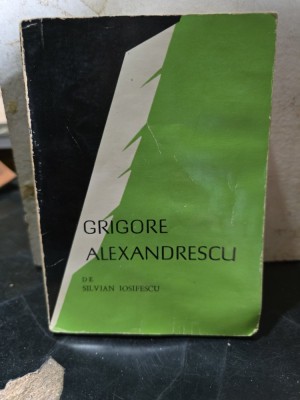 GRIGORE
ALEXANDRESCU
DE
SILVIAN IOSIFESCU